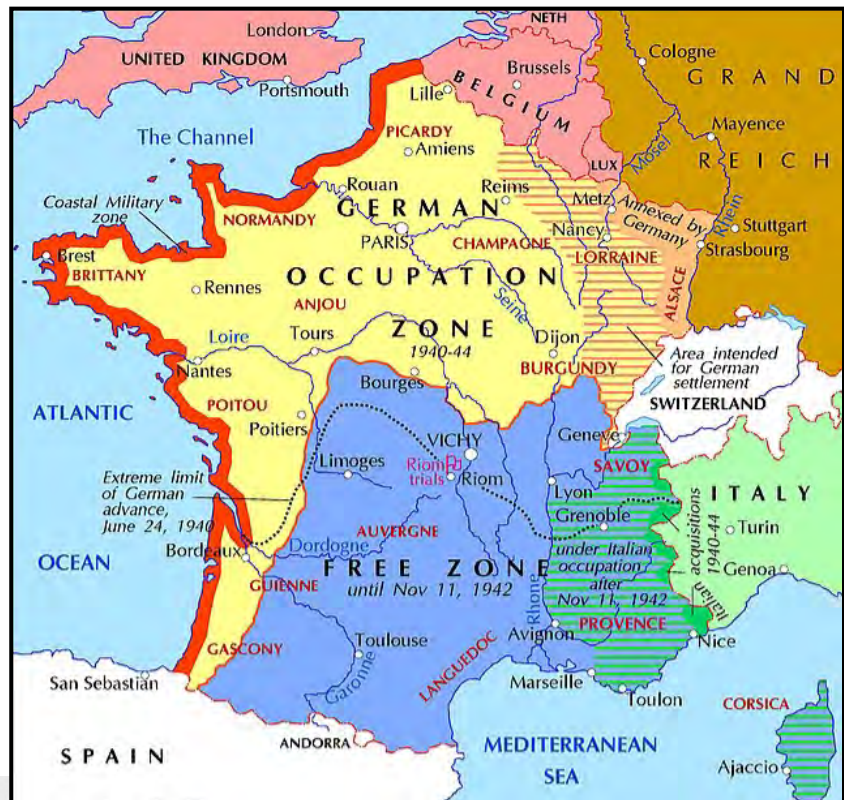 London
NETH
UNITED KINGDOM
Cologne
Brussels
GRAND
Portsmouth
Lille
BELGIUM
The Channel
PICARDY
Mayence
Amiens
LUX
Mosel
REICH
Coastal Military
zone
Rouan
Reims
Metz
Annexed by
Germany
Rhein
NORMANDY
GERMAN
Stuttgart
PARIS
CHAMPAGNE
Nancy
Strasbourg
Brest
BRITTANY
LORRAINE
OCCUPATION
ALSACE
Rennes
ANJOU
Seine
Loire
Tours
ZONE
1940-44
Dijon
Nantes
Bourges
BURGUNDY
Area intended
for German
settlement
SWITZERLAND
ATLANTIC
POITOU
Poitiers
VICHY
Geneve
Limoges
Riom
trials
Riom
SAVOY
Extreme limit
of German
advance,
June 24, 1940
Lyon
ITALY
Grenoble
Italian acquisitions
1940-44
Turin
AUVERGNE
Bordeaux
Dordogne
OCEAN
FREE ZONE
until Nov 11, 1942
under Italian
occupation
after
Nov 11, 1942
Genoa
GUIENNE
Rhone
PROVENCE
Avignon
Nice
GASCONY
Toulouse
LANGUEDOC
Garonne
Marseille
Toulon
San Sebastian
CORSICA
ANDORRA
SPAIN
MEDITERRANEAN
SEA
Ajaccio